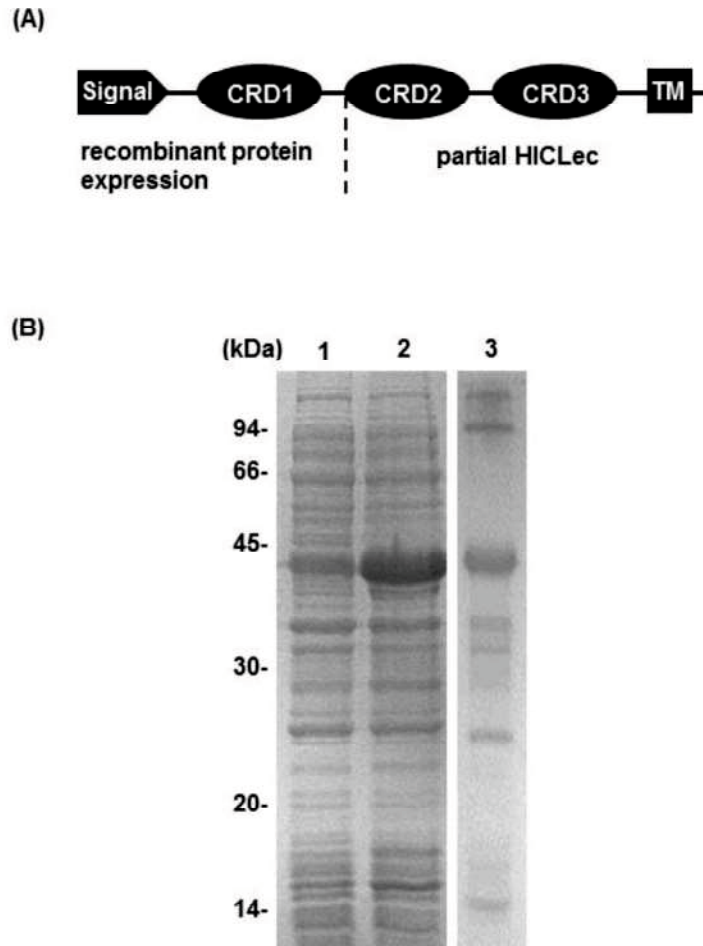 (A)
Signal CRD1 CRD2 CRD3 TM
recombinant protein partial HICLec
expression
(B)
(kDa) 1 2 3
94-
66-
45-
30-
20-
14-